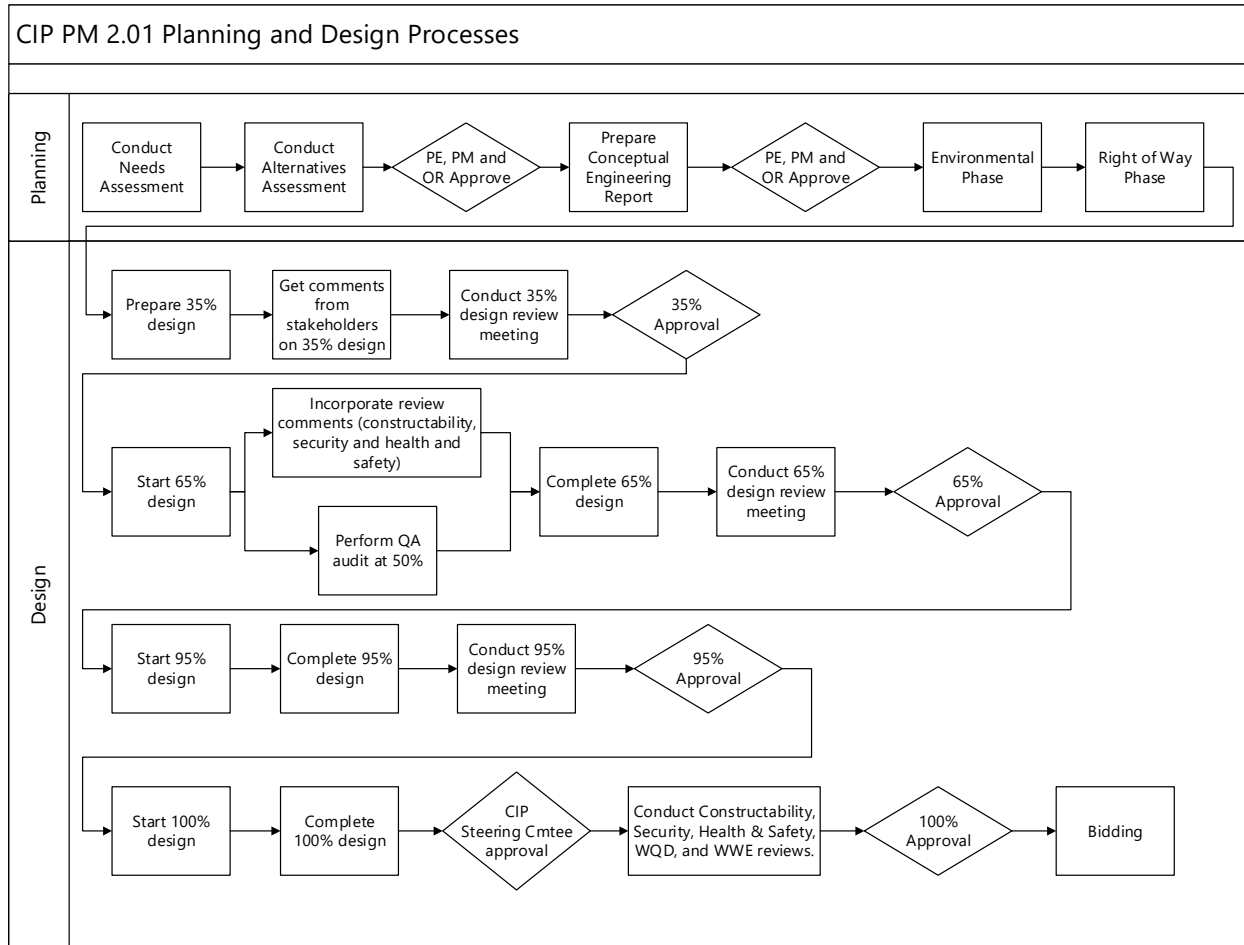 CIP PM 2.01 Planning and Design Processes
Planning
Conduct
Needs
Assessment
Conduct
Alternatives
Assessment
PE, PM and
OR Approve
Prepare
Conceptual
Engineering
Report
PE, PM and
OR Approve
Environmental
Phase
Right of Way
Phase
Design
Prepare 35%
design
Get comments
from
stakeholders
on 35% design
Conduct 35%
design review
meeting
35%
Approval
Start 65%
design
Incorporate review
comments (constructability,
security and health and
safety)
Perform QA
audit at 50%
Complete 65%
design
Conduct 65%
design review
meeting
65%
Approval
Start 95%
design
Complete 95%
design
Conduct 95%
design review
meeting
95%
Approval
Start 100%
design
Complete
100% design
CIP
Steering Cmtee
approval
Conduct Constructability,
Security, Health & Safety,
WQD, and WWE reviews.
100%
Approval
Bidding